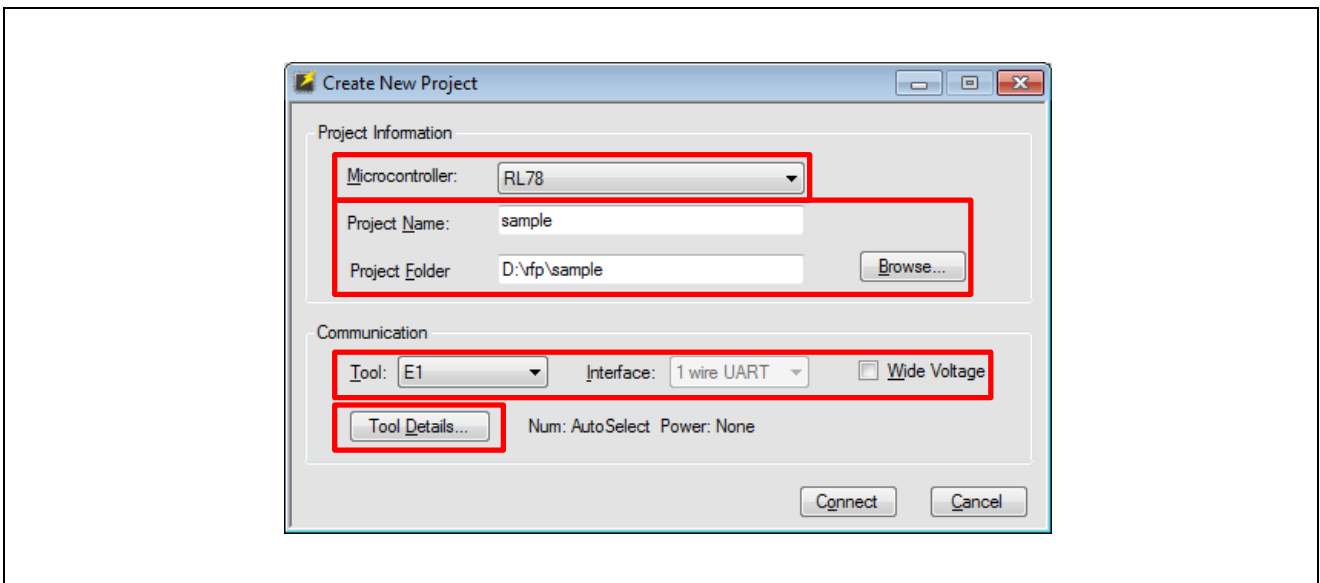 Create New Project
Project Information
Microcontroller: RL78
Project Name: sample
Project Folder D:\rfp\sample Browse...
Communication
Tool: E1 Interface: 1 wire UART Wide Voltage
Tool Details... Num: AutoSelect Power: None
Connect Cancel